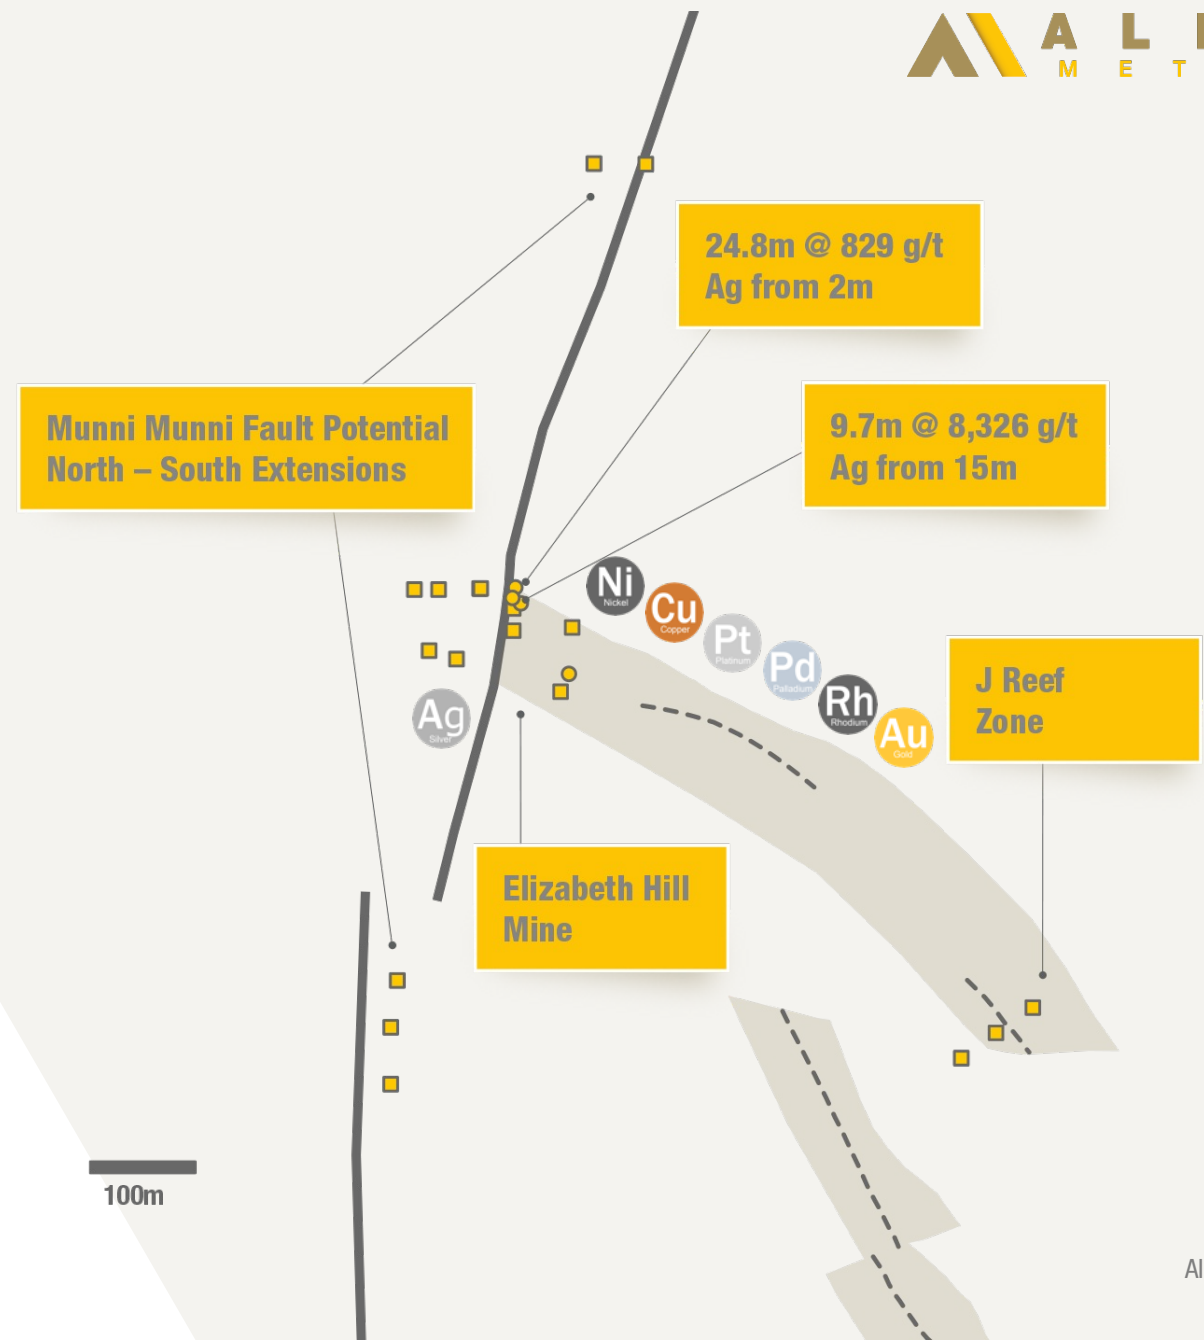 A L
M E T
24.8m @ 829 g/t
Ag from 2m
Munni Munni Fault Potential
North – South Extensions
9.7m @ 8,326 g/t
Ag from 15m
Ni
Nickel
Cu
Copper
Pt
Platinum
Pd
Palladium
Rh
Rhodium
Au
Gold
Ag
Silver
J Reef
Zone
Elizabeth Hill
Mine
100m
Al